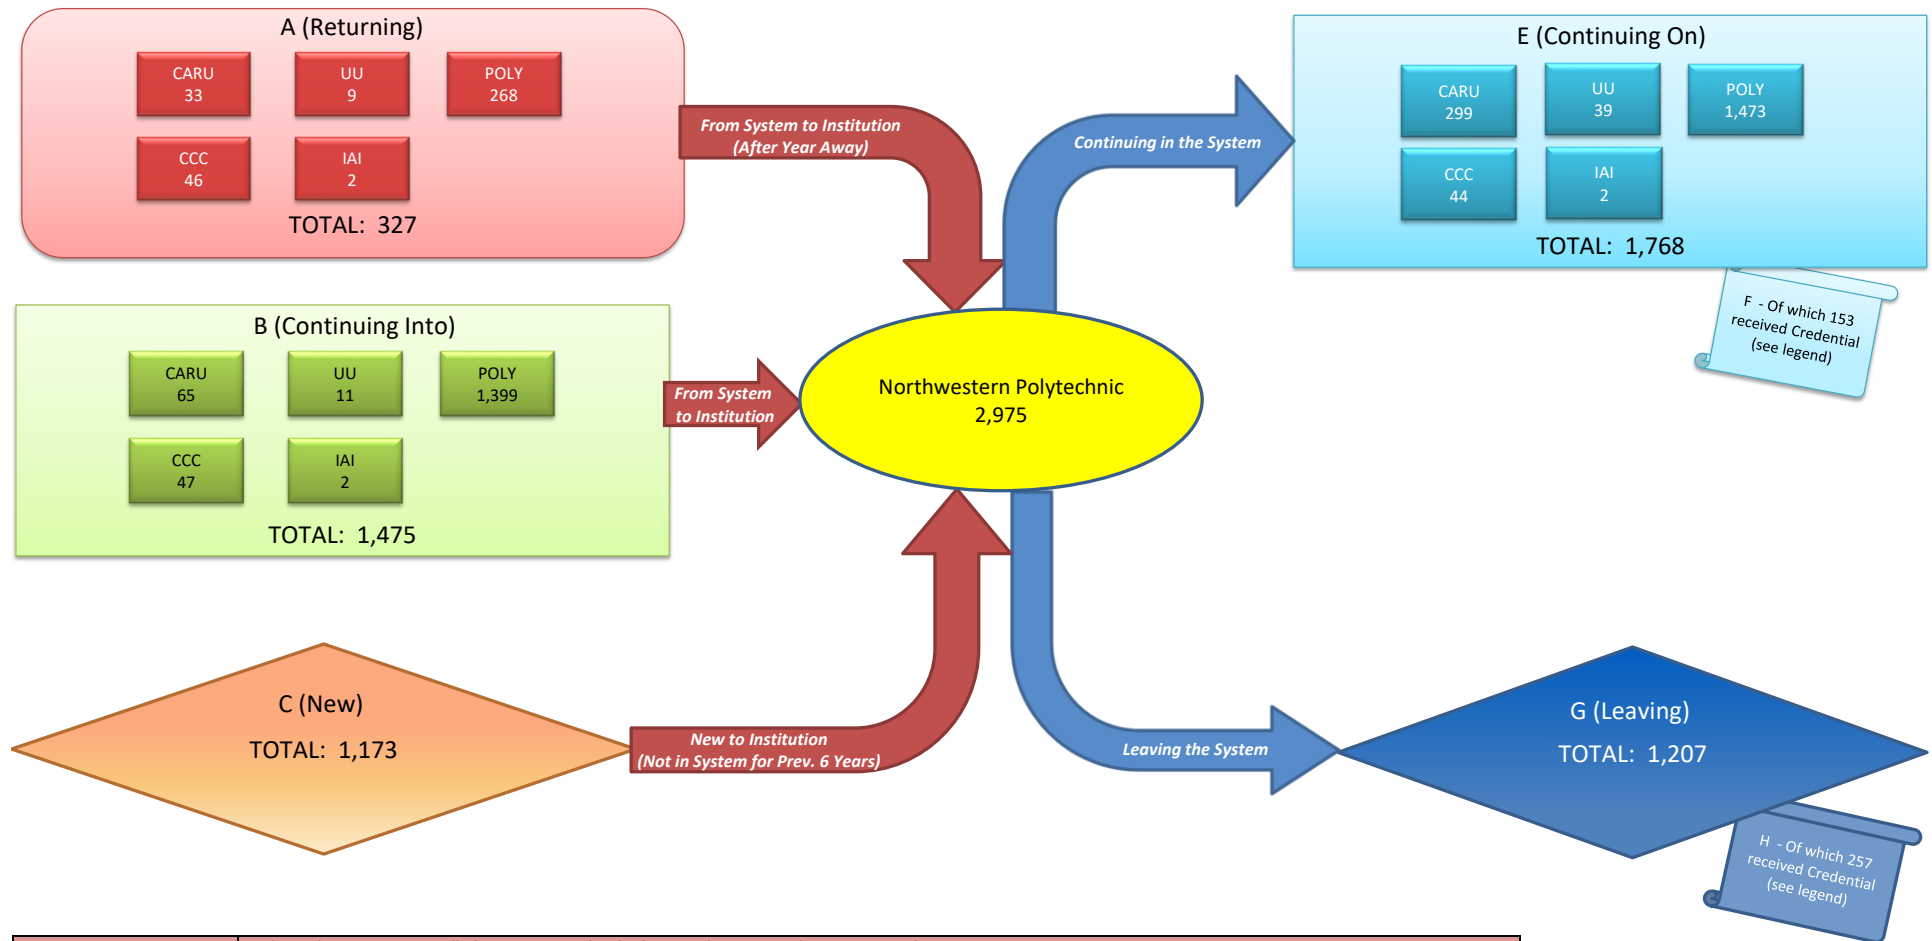 A (Returning)
CARU
33
UU
9
POLY
268
CCC
46
IAI
2
TOTAL: 327
From System to Institution
(After Year Away)
B (Continuing Into)
CARU
65
UU
11
POLY
1,399
CCC
47
IAI
2
TOTAL: 1,475
From System
to Institution
C (New)
TOTAL: 1,173
New to Institution
(Not in System for Prev. 6 Years)
Northwestern Polytechnic
2,975
Continuing in the System
E (Continuing On)
CARU
299
UU
39
POLY
1,473
CCC
44
IAI
2
TOTAL: 1,768
F - Of which 153
received Credential
(see legend)
Leaving the System
G (Leaving)
TOTAL: 1,207
H - Of which 257
received Credential
(see legend)